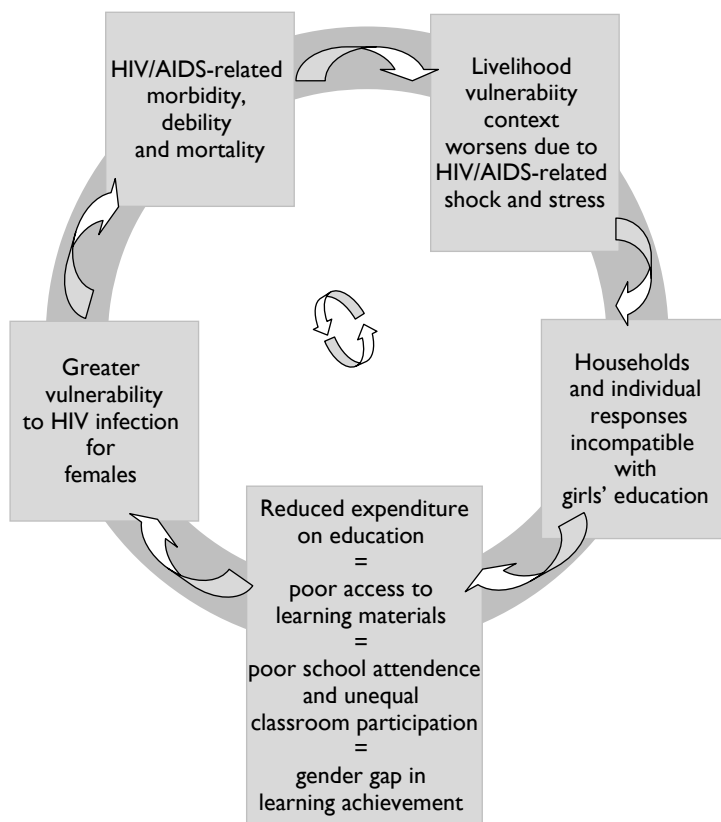 HIV/AIDS-related
morbidity,
debility
and mortality
Livelihood
vulnerabiity
context
worsens due to
HIV/AIDS-related
shock and stress
Households
and individual
responses
incompatible
with
girls’ education
Reduced expenditure
on education
=
poor access to
learning materials
=
poor school attendence
and unequal
classroom participation
=
gender gap in
learning achievement
Greater
vulnerability
to HIV infection
for
females